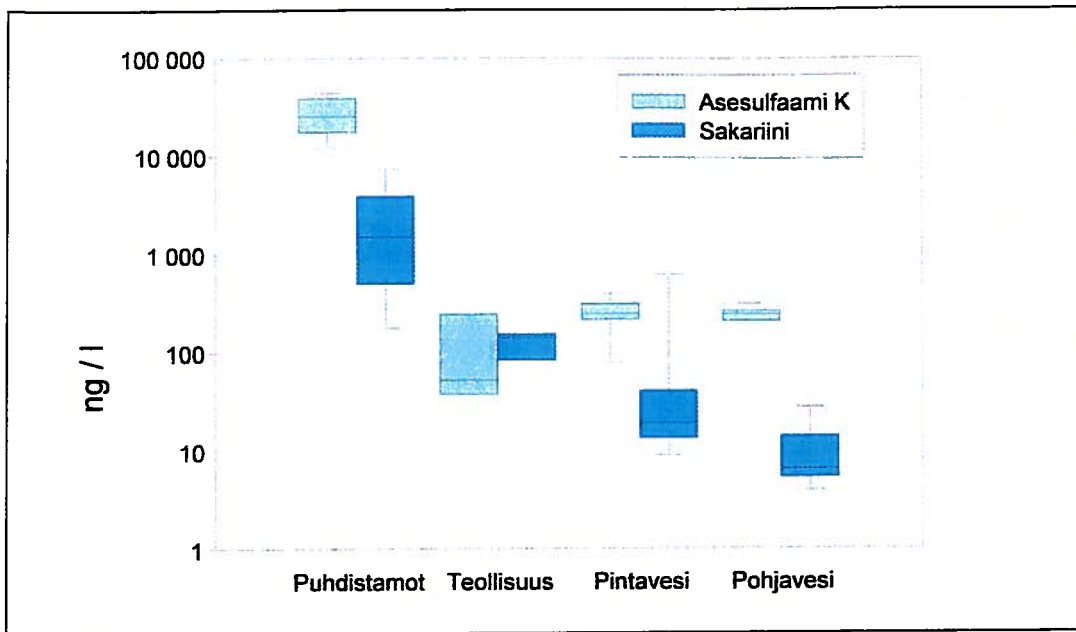 100 000
10 000
1 000
100
10
1
ng / l
Asesulfaami K
Sakariini
Puhdistamot Teollisuus Pintavesi Pohjavesi